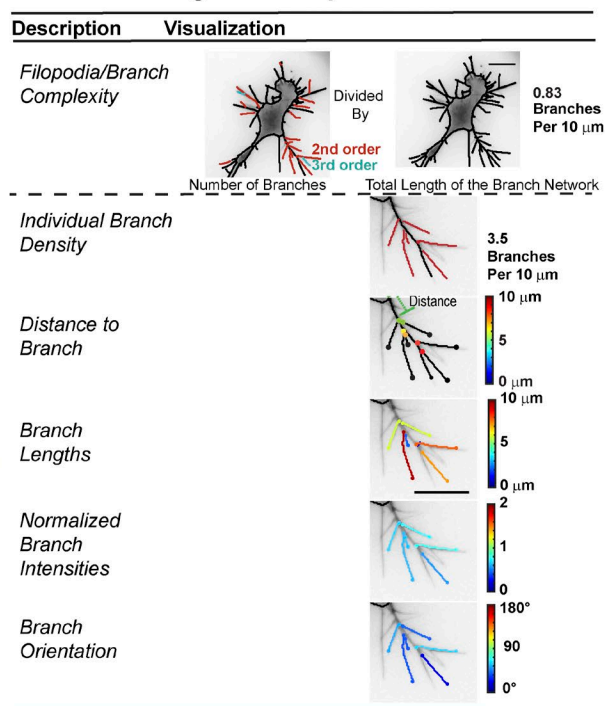 Description Visualization
Filopodia/Branch
Complexity
Divided
By
2nd order
3rd order
0.83
Branches
Per 10 μm
Number of Branches
Total Length of the Branch Network
Individual Branch
Density
3.5
Branches
Per 10 μm
Distance to
Branch
Distance
10 μm
5
0 μm
Branch
Lengths
10 μm
5
0 μm
Normalized
Branch
Intensities
2
1
0
Branch
Orientation
180°
90
0°